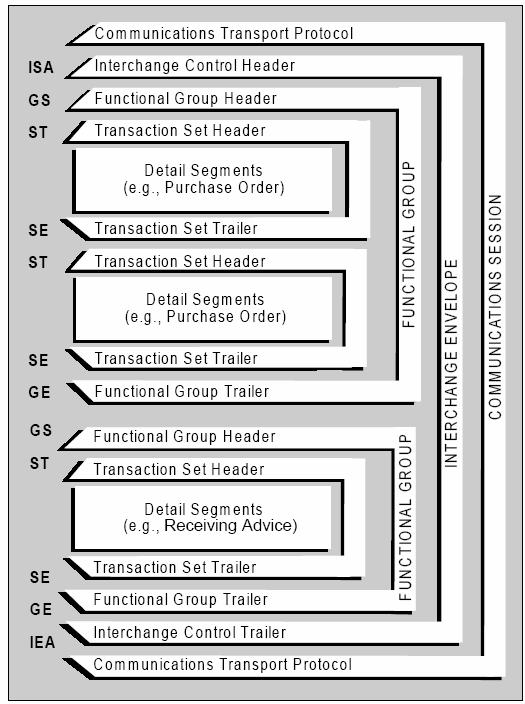 Communications Transport Protocol
ISA Interchange Control Header
GS Functional Group Header
ST Transaction Set Header
Detail Segments
(e.g., Purchase Order)
SE Transaction Set Trailer
ST Transaction Set Header
Detail Segments
(e.g., Purchase Order)
SE Transaction Set Trailer
GE Functional Group Trailer
FUNCTIONAL GROUP
GS Functional Group Header
ST Transaction Set Header
Detail Segments
(e.g., Receiving Advice)
SE Transaction Set Trailer
GE Functional Group Trailer
FUNCTIONAL GROUP
IEA Interchange Control Trailer
INTERCHANGE ENVELOPE
Communications Transport Protocol
COMMUNICATIONS SESSION